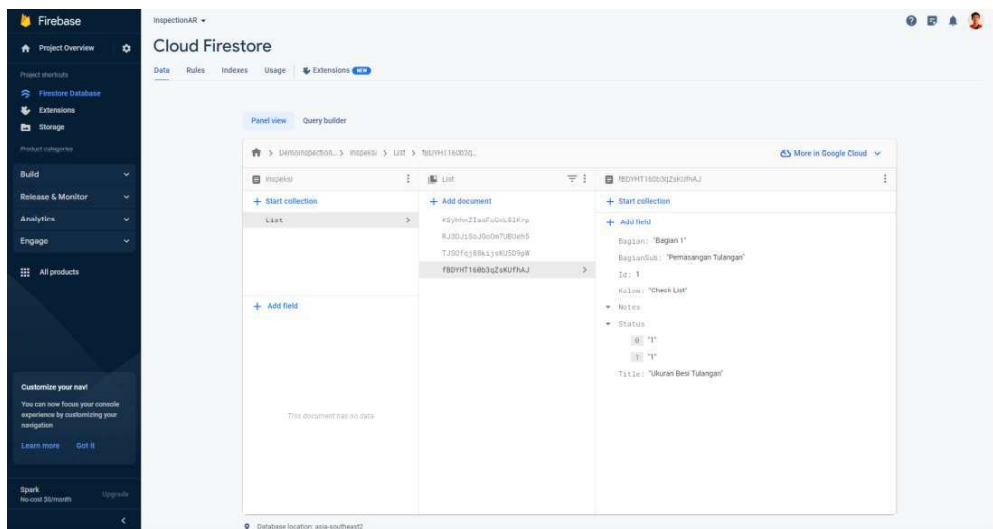 Firebase
InspectionAR
Project Overview
Cloud Firestore
Data Rules Indexes Usage Extensions NEW
Project shortcuts
Firestore Database
Extensions
Storage
Product categories
Build
Release & Monitor
Analytics
Engage
All products
Customize your nav!
You can now focus your console
experience by customizing your
navigation
Learn more Got it
Spark
No-cost $0/month
Upgrade
Panel view Query builder
> Inspeksi > List >
More in Google Cloud
Inspeksi
+ Start collection
List
+ Add field
This document has no data
List
+ Add document
fBDYHT160b3qZsKUfhAJ
fBDYHT160b3qZsKUfhAJ
+ Start collection
+ Add field
Bagian: "Bagian 1"
BagianSub: "Pemasangan Tulangan"
Id: 1
Kolom: "Check List"
Notes
Status
0 "1"
1 "1"
Title: "Ukuran Besi Tulangan"
Database location: asia-southeast2